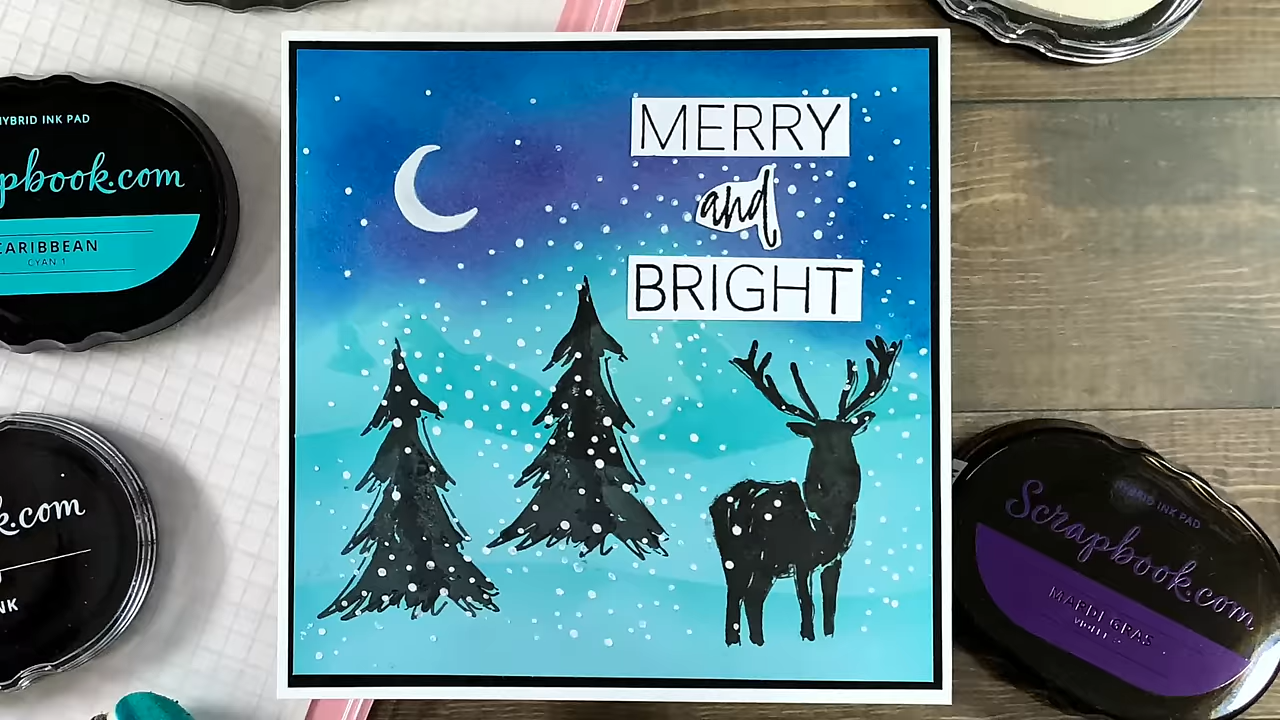 MERRY
and
BRIGHT
HYBRID INK PAD
apbook.com
CARIBBEAN
CYAN 1
k.com
NK
HYBRID INK PAD
Scrapbook.com
MARDI GRAS
VIOLET